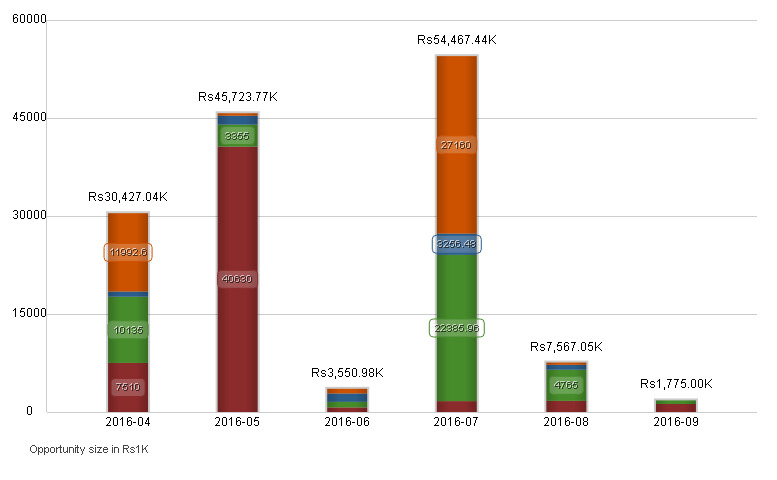 60000
Rs54,467.44K
Rs45,723.77K
45000
3355
27160
Rs30,427.04K
30000
11992.6
3256.43
40630
15000
10135
22385.96
Rs3,550.98K
Rs7,567.05K
7510
4765
Rs1,775.00K
0
2016-04 2016-05 2016-06 2016-07 2016-08 2016-09
Opportunity size in Rs1K